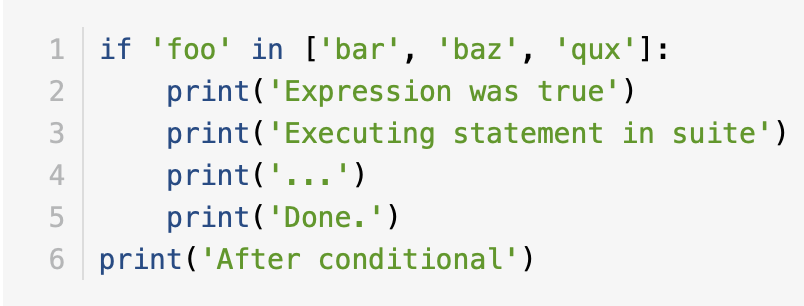 1 if 'foo' in ['bar', 'baz', 'qux']:
2     print('Expression was true')
3     print('Executing statement in suite')
4     print('...')
5     print('Done.')
6 print('After conditional')